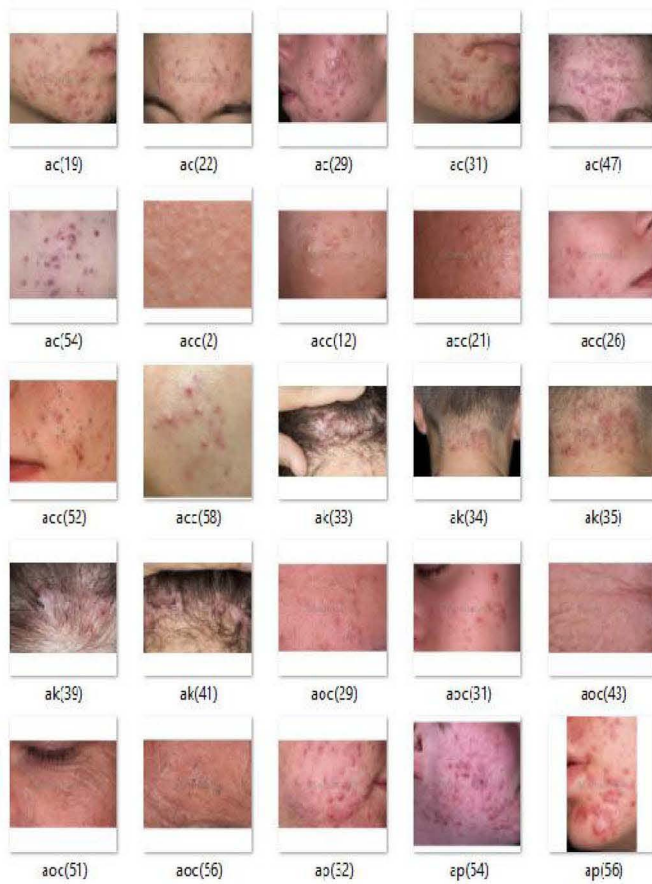 ac(19) ac(22) ac(29) ac(31) ac(47)
ac(54) acc(2) acc(12) acc(21) acc(26)
acc(52) acc(58) ak(33) ak(34) ak(35)
ak(39) ak(41) aoc(29) aoc(31) aoc(43)
aoc(51) aoc(56) ap(32) ap(54) ap(56)